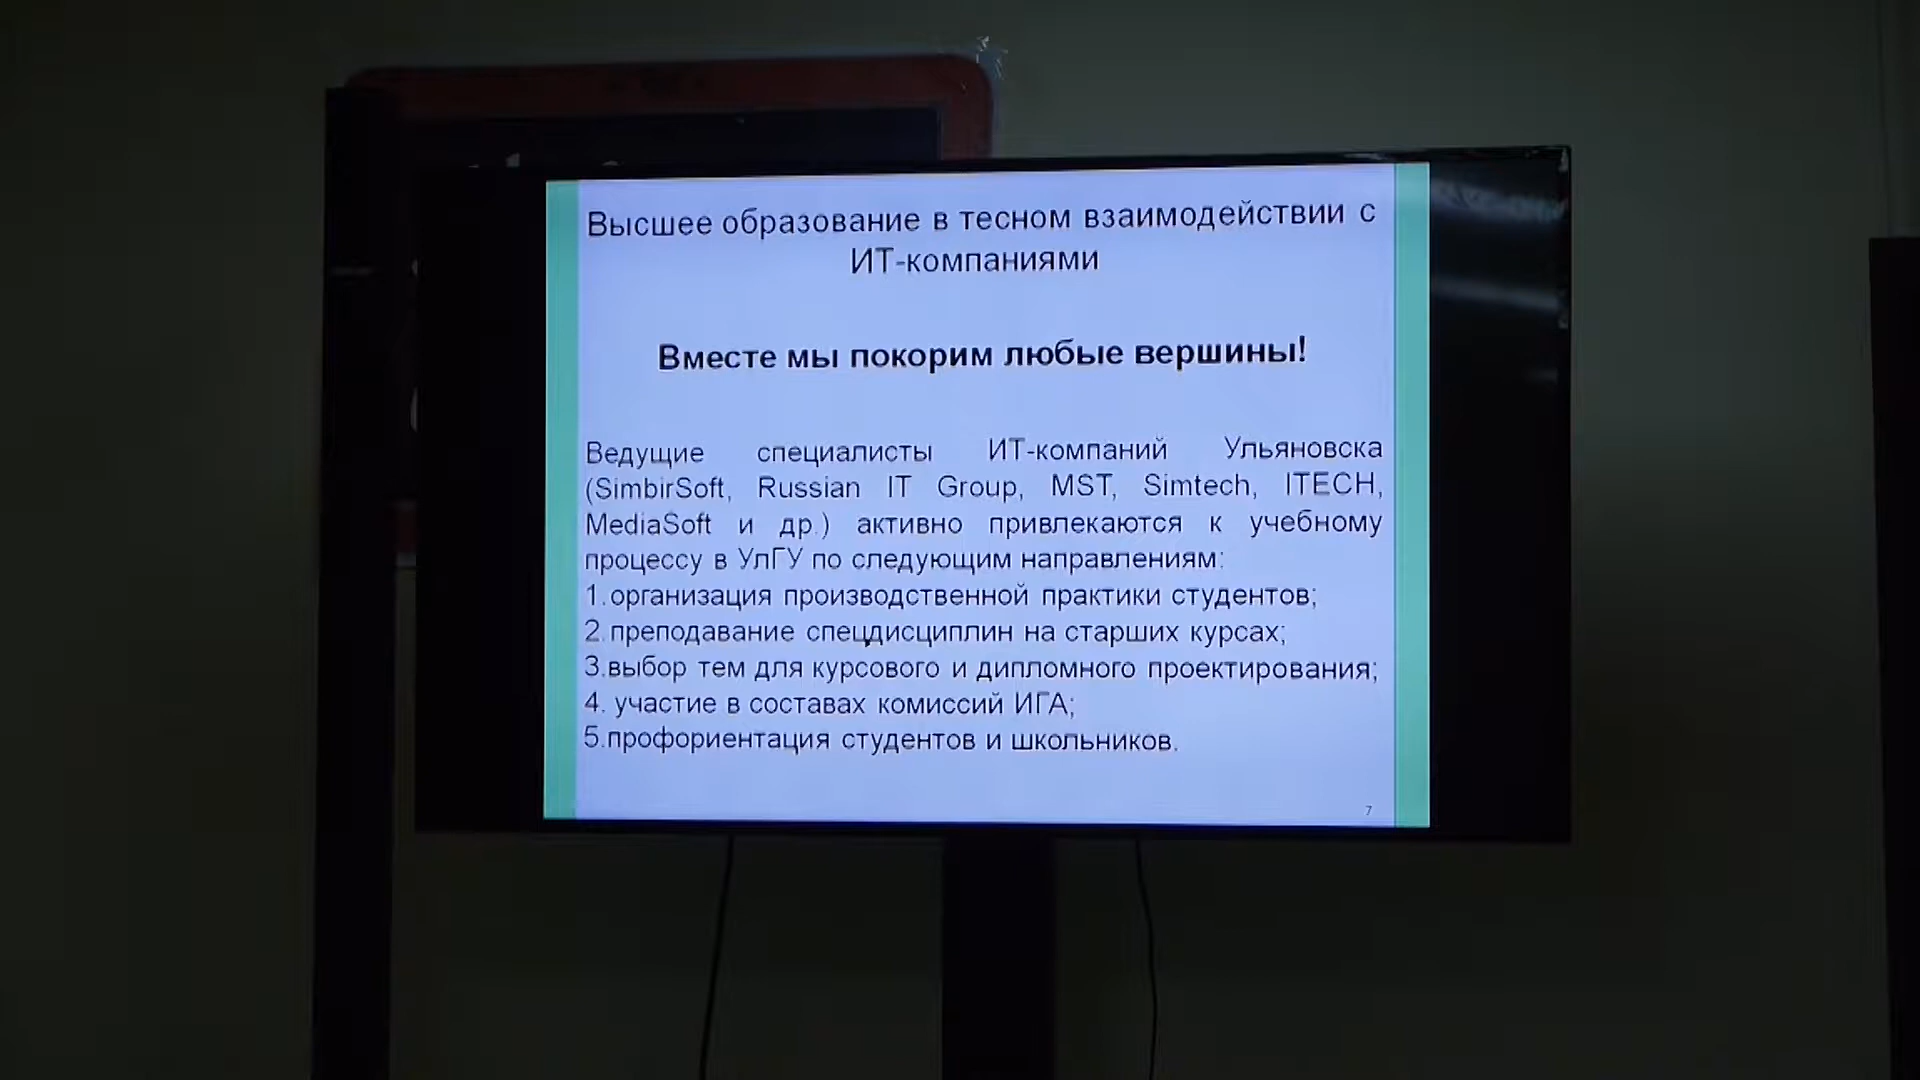 Высшее образование в тесном взаимодействии с
ИТ-компаниями
Вместе мы покорим любые вершины!
Ведущие специалисты ИТ-компаний Ульяновска
(SimbirSoft, Russian IT Group, MST, Simtech, ITECH,
MediaSoft и др.) активно привлекаются к учебному
процессу в УлГУ по следующим направлениям:
1.организация производственной практики студентов;
2.преподавание спецдисциплин на старших курсах;
3.выбор тем для курсового и дипломного проектирования;
4. участие в составах комиссий ИГА;
5.профориентация студентов и школьников.
7